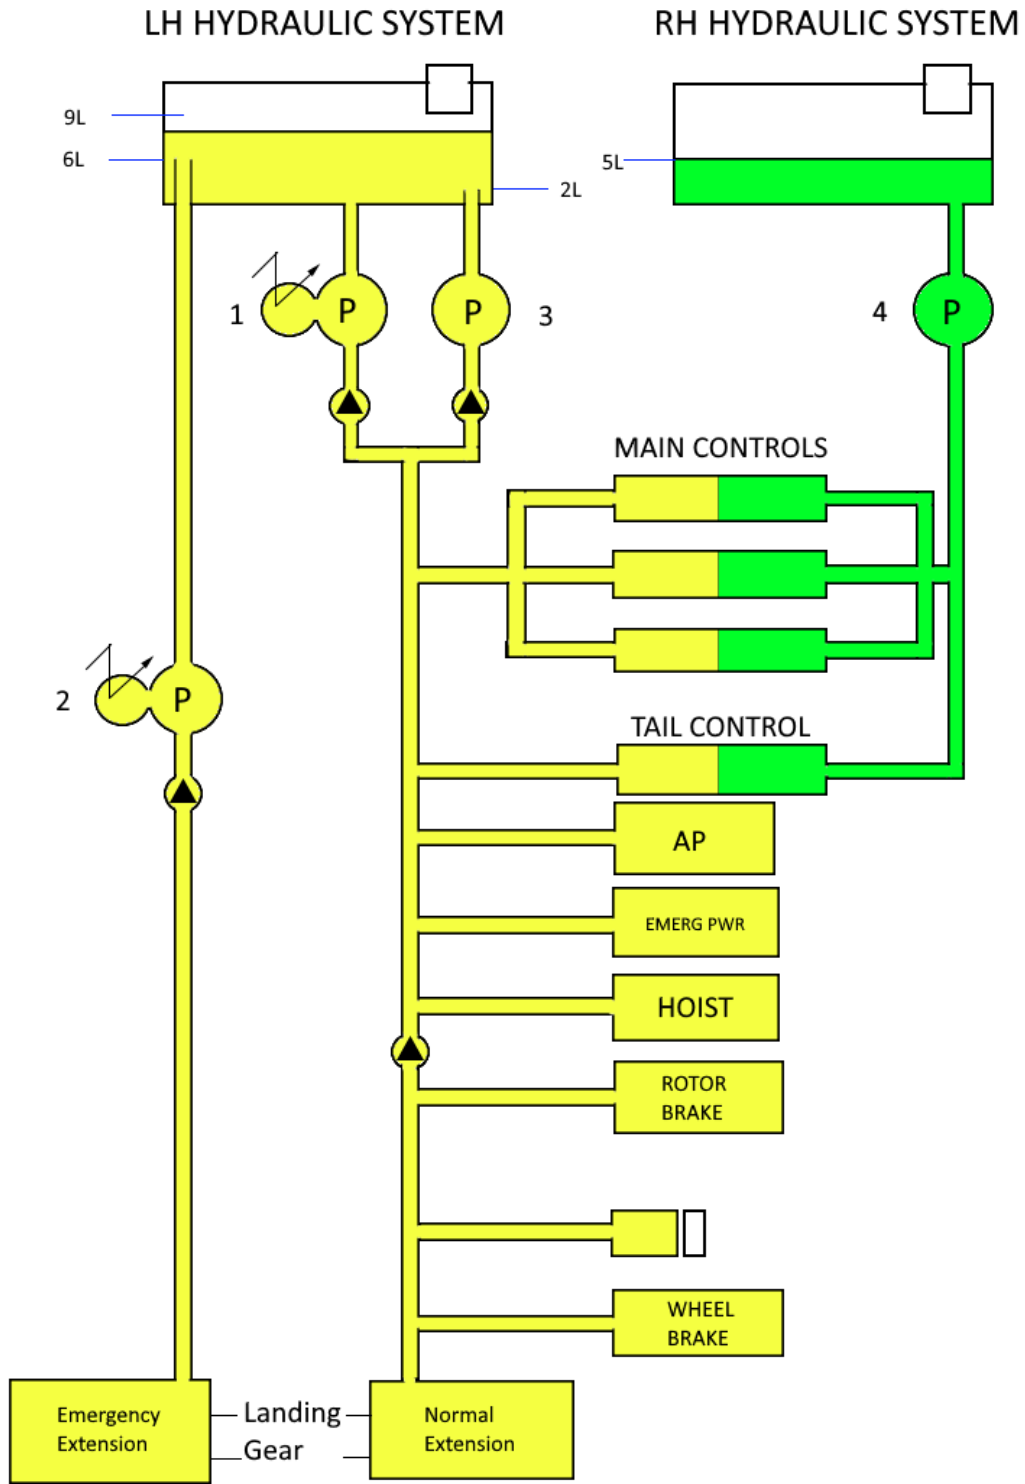 LH HYDRAULIC SYSTEM
RH HYDRAULIC SYSTEM
9L
6L
2L
5L
1
P
P
3
4
P
MAIN CONTROLS
2
P
TAIL CONTROL
AP
EMERG PWR
HOIST
ROTOR
BRAKE
WHEEL
BRAKE
Emergency
Extension
Landing
Gear
Normal
Extension